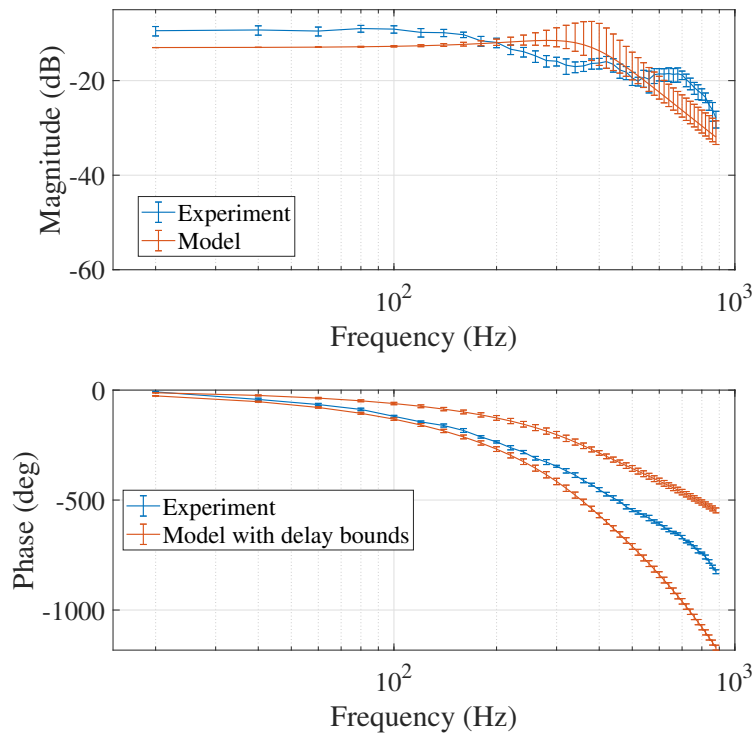 Magnitude (dB)
-20
-40
-60
Experiment
Model
10^2
10^3
Frequency (Hz)
Phase (deg)
0
-500
-1000
Experiment
Model with delay bounds
10^2
10^3
Frequency (Hz)